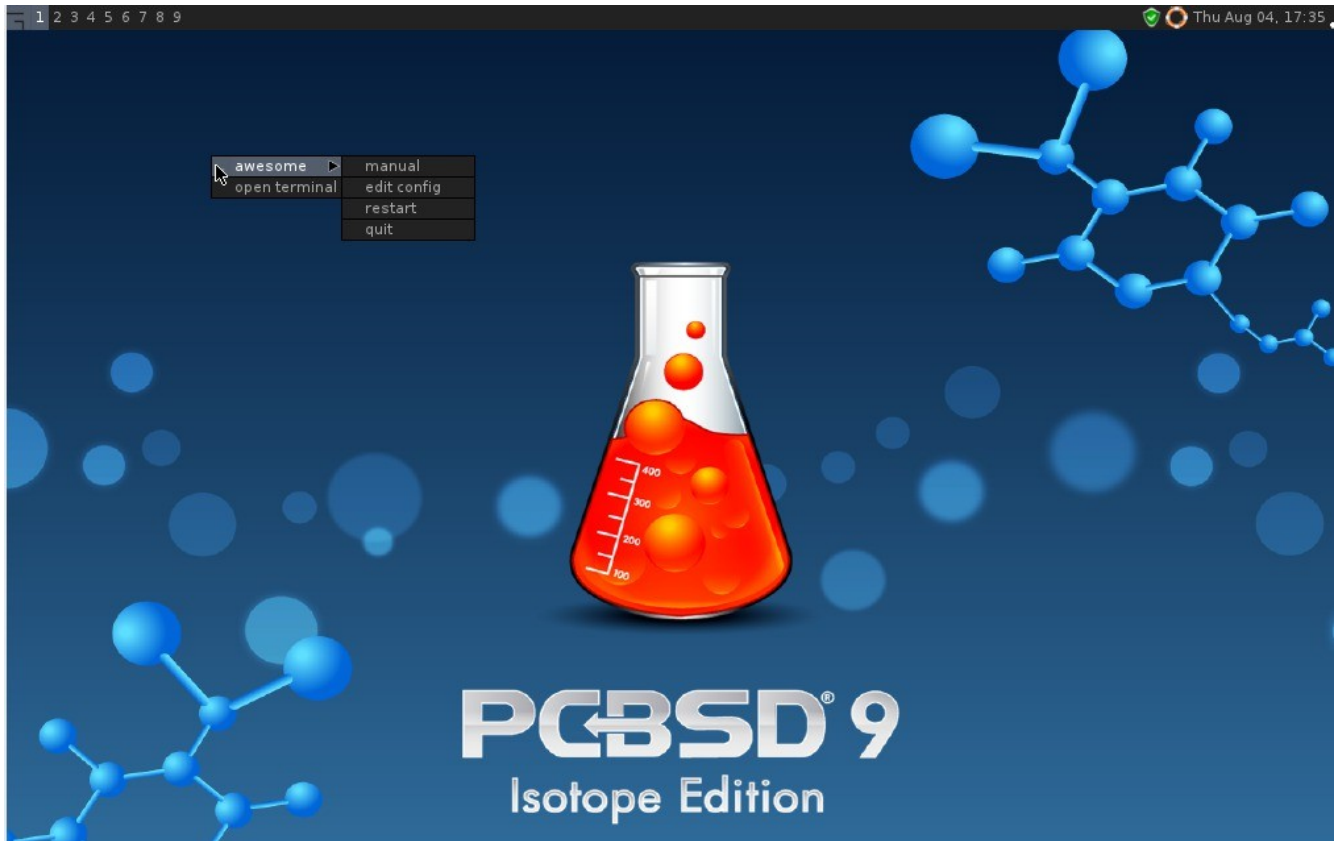 1 2 3 4 5 6 7 8 9
Thu Aug 04, 17:35
awesome
manual
open terminal
edit config
restart
quit
400
300
200
100
PCBSD® 9
Isotope Edition